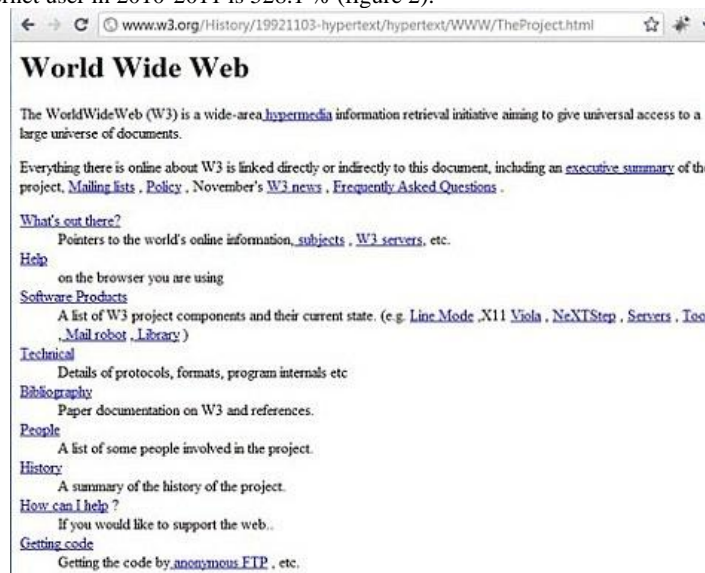 ernet user in 2010-2011 is 528.1 % (figure 2).
www.w3.org/History/19921103-hypertext/hypertext/WWW/TheProject.html
World Wide Web
The WorldWideWeb (W3) is a wide-area hypermedia information retrieval initiative aiming to give universal access to a
large universe of documents.
Everything there is online about W3 is linked directly or indirectly to this document, including an executive summary of the
project, Mailing lists , Policy , November's W3 news , Frequently Asked Questions .
What's out there?
Pointers to the world's online information, subjects , W3 servers, etc.
Help
on the browser you are using
Software Products
A list of W3 project components and their current state. (e.g. Line Mode ,X11 Viola , NeXTStep , Servers , Too
, Mail robot , Library )
Technical
Details of protocols, formats, program internals etc
Bibliography
Paper documentation on W3 and references.
People
A list of some people involved in the project.
History
A summary of the history of the project.
How can I help ?
If you would like to support the web..
Getting code
Getting the code by anonymous FTP , etc.